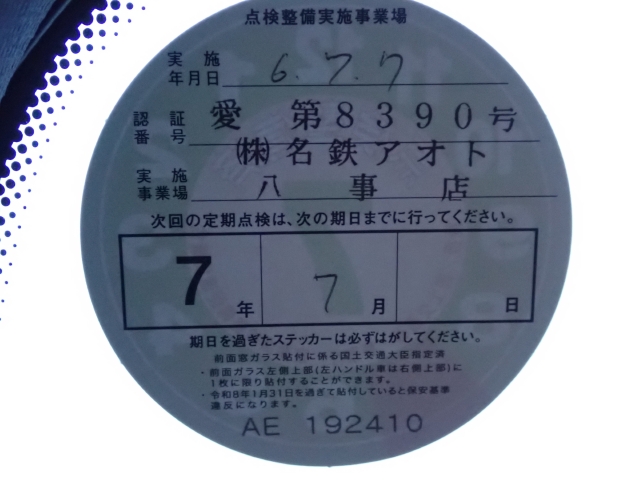 点検整備実施事業場
実施
年月日 6.7.7
認証
番号 愛 第8390号
㈱名鉄アオト
実施
事業場 八事店
次回の定期点検は、次の期日までに行ってください。
7年 7月 日
期日を過ぎたステッカーは必ずはがしてください。
前面窓ガラス貼付に係る国土交通大臣指定済
・前面ガラス左側上部(左ハンドル車は右側上部)に
1枚に限り貼付することができます。
・令和8年1月31日を過ぎて貼付していると保安基準
違反になります。
AE 192410